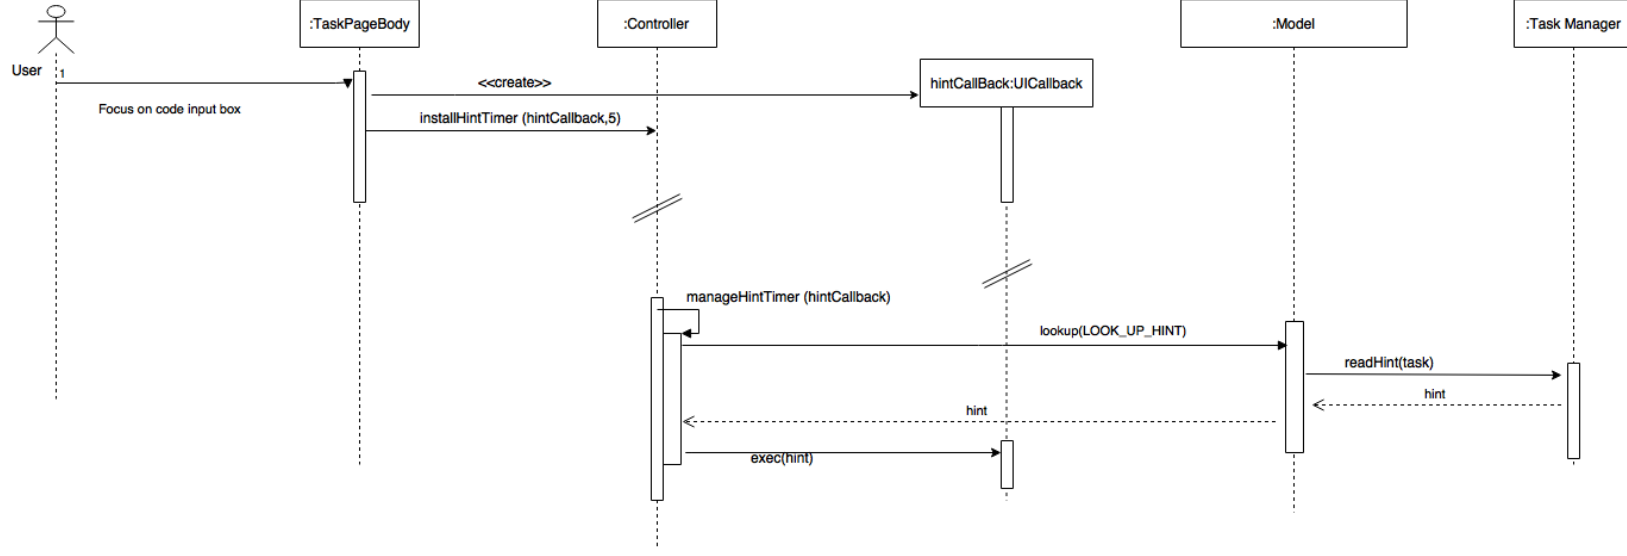 :TaskPageBody
:Controller
:Model
:Task Manager
User
1
<<create>>
hintCallBack:UICallback
Focus on code input box
installHintTimer (hintCallback,5)
manageHintTimer (hintCallback)
lookup(LOOK_UP_HINT)
readHint(task)
hint
hint
exec(hint)